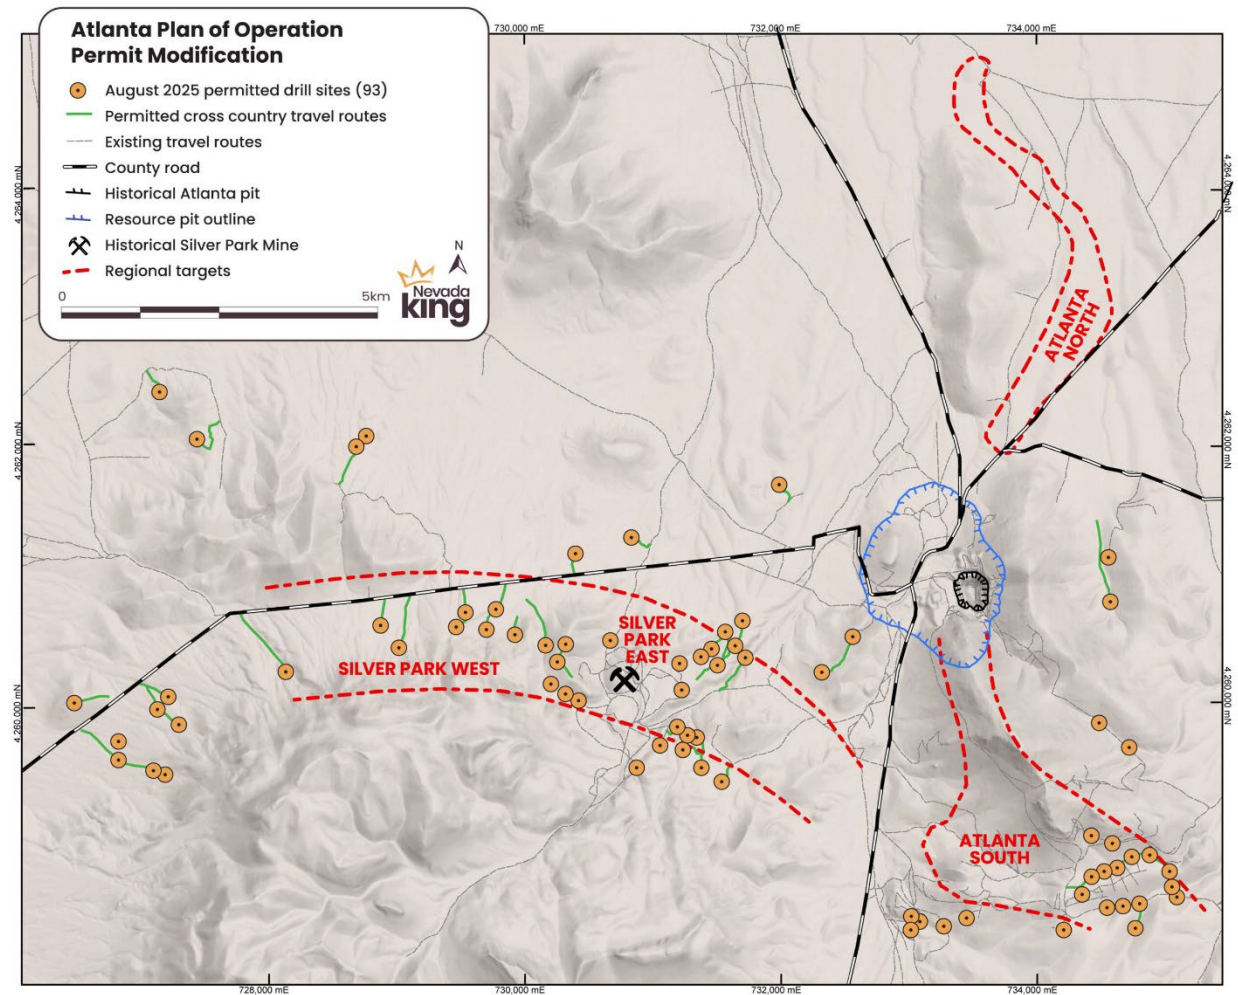 Atlanta Plan of Operation
Permit Modification
August 2025 permitted drill sites (93)
Permitted cross country travel routes
Existing travel routes
County road
Historical Atlanta pit
Resource pit outline
Historical Silver Park Mine
Regional targets
0
5km
N
Nevada
king
730,000 mE
732,000 mE
734,000 mE
4,264,000 mN
4,264,000 mN
ATLANTA
NORTH
4,262,000 mN
4,262,000 mN
SILVER
PARK
EAST
SILVER PARK WEST
4,260,000 mN
4,260,000 mN
ATLANTA
SOUTH
728,000 mE
730,000 mE
732,000 mE
734,000 mE